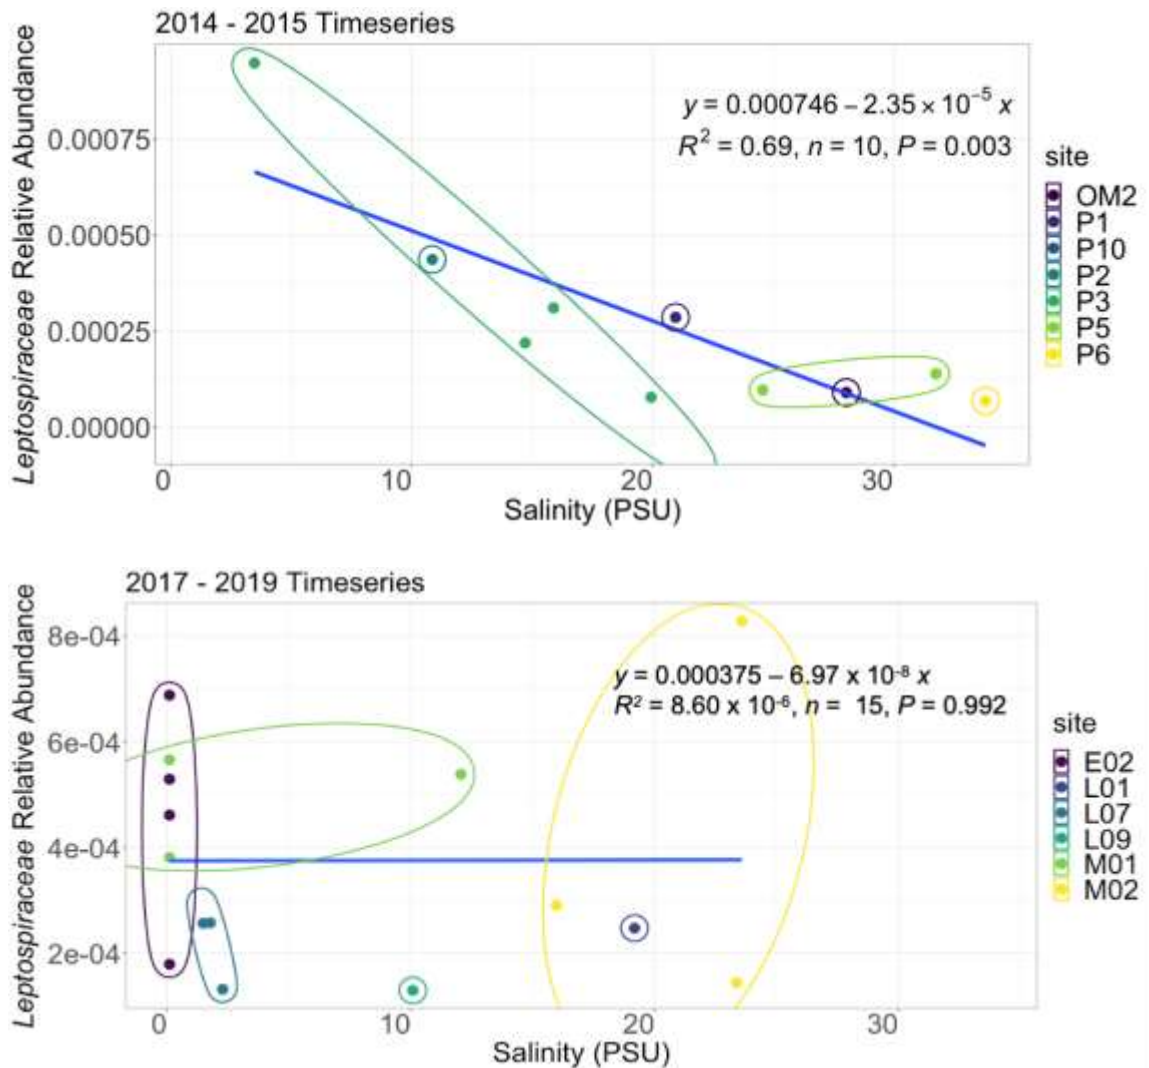 2014 - 2015 Timeseries
Leptospiraceae Relative Abundance
0.00075
0.00050
0.00025
0.00000
y = 0.000746 – 2.35 × 10⁻⁵ x
R² = 0.69, n = 10, P = 0.003
0 10 20 30
Salinity (PSU)
site
OM2
P1
P10
P2
P3
P5
P6
2017 - 2019 Timeseries
Leptospiraceae Relative Abundance
8e-04
6e-04
4e-04
2e-04
y = 0.000375 – 6.97 x 10⁻⁸ x
R² = 8.60 x 10⁻⁶, n = 15, P = 0.992
0 10 20 30
Salinity (PSU)
site
E02
L01
L07
L09
M01
M02